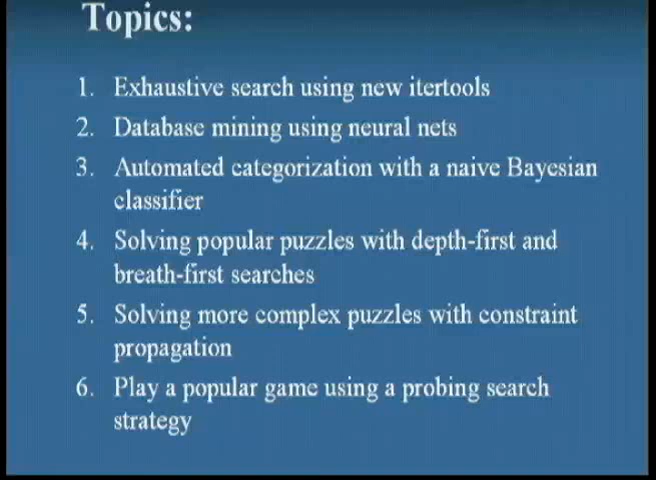 Topics:
1. Exhaustive search using new itertools
2. Database mining using neural nets
3. Automated categorization with a naive Bayesian
classifier
4. Solving popular puzzles with depth-first and
breath-first searches
5. Solving more complex puzzles with constraint
propagation
6. Play a popular game using a probing search
strategy